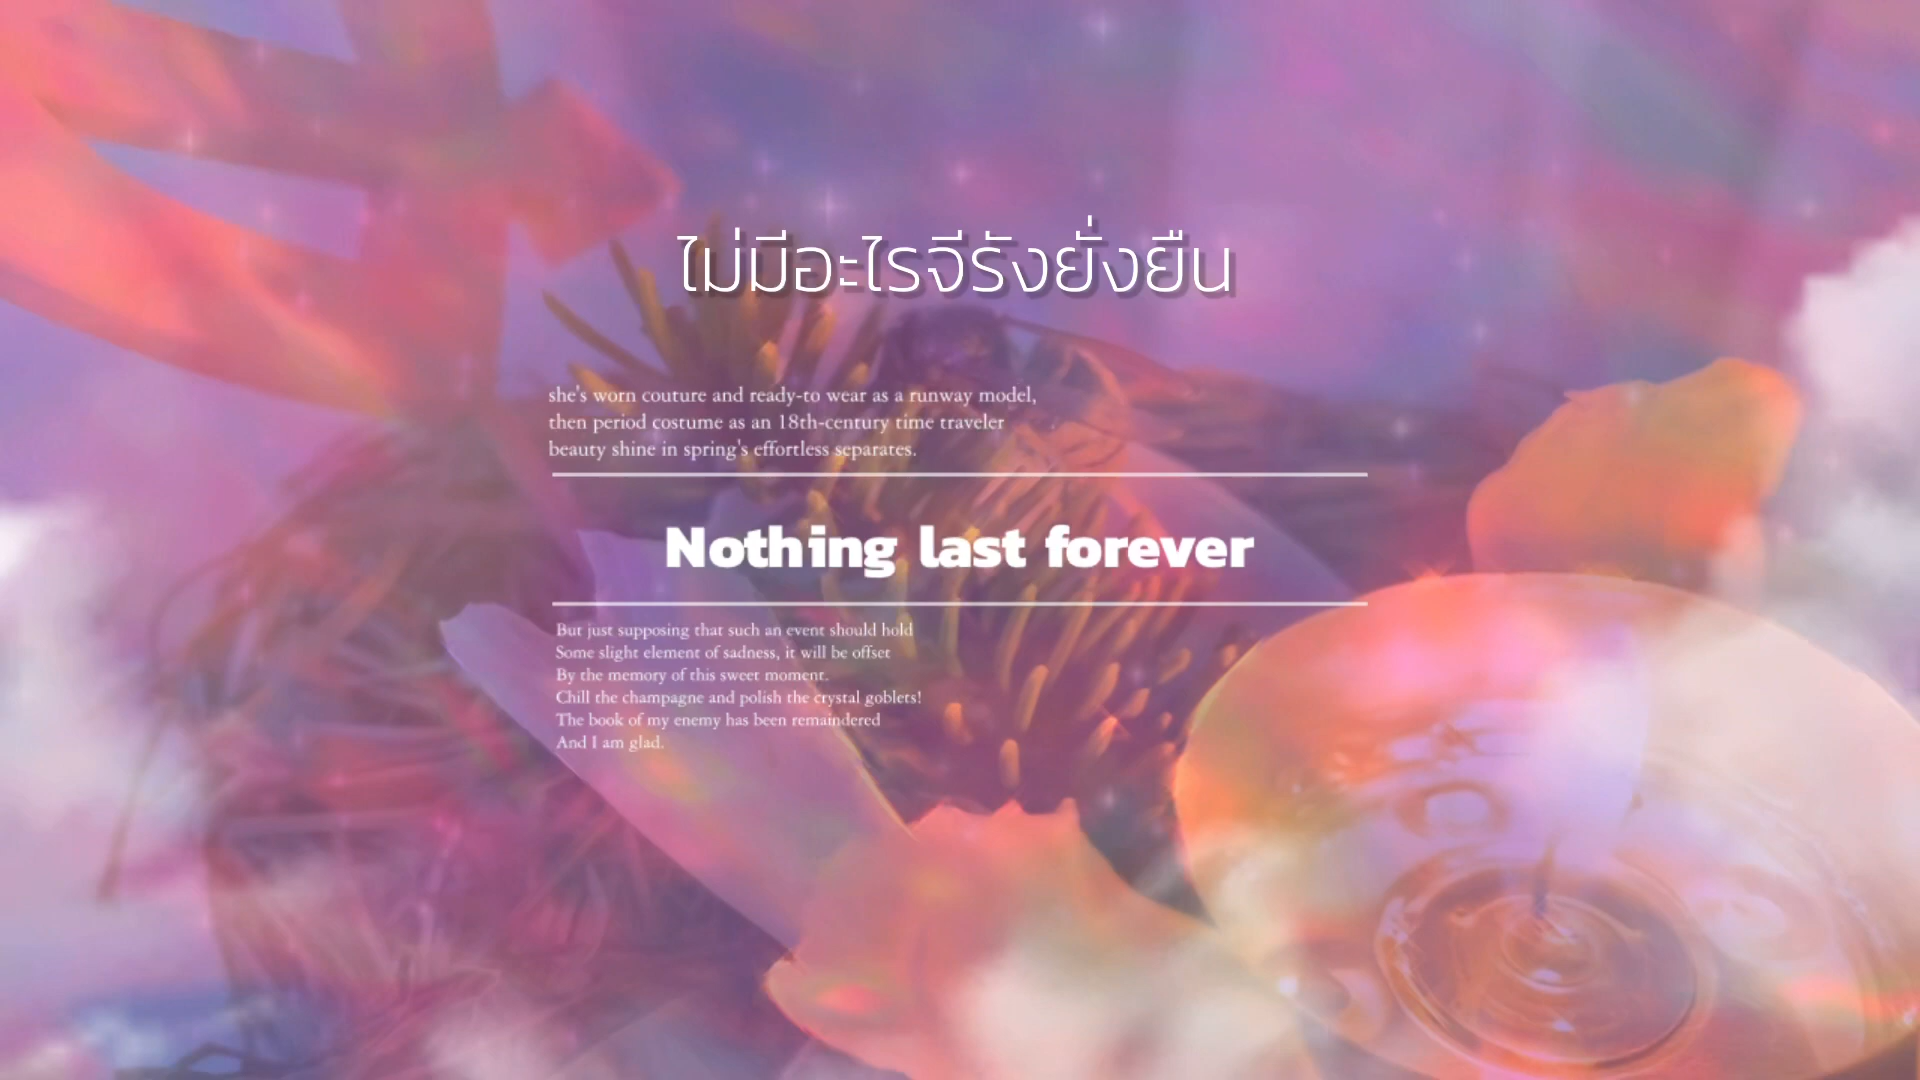 ไม่มีอะไรจีรังยั่งยืน
she's worn couture and ready-to wear as a runway model,
then period costume as an 18th-century time traveler
beauty shine in spring's effortless separates.
Nothing last forever
But just supposing that such an event should hold
Some slight element of sadness, it will be offset
By the memory of this sweet moment.
Chill the champagne and polish the crystal goblets!
The book of my enemy has been remaindered
And I am glad.